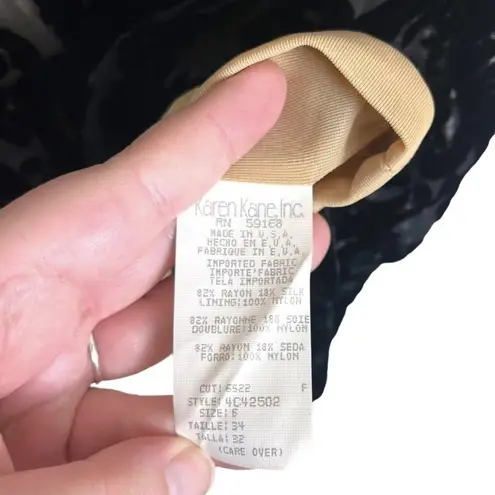 Karen Kane, Inc.
RN 59168
MADE IN U.S.A.
HECHO EN E.U.A.
FABRIQUE EN E.U.A.
IMPORTED FABRIC
IMPORTE'FABRIC
TELA IMPORTADA
82% RAYON 18% SILK
LINING:100% NYLON
82% RAYONNE 18% SOIE
DOUBLURE:100% NYLON
82% RAYON 18% SEDA
FORRO:100% NYLON
CUT: 6522 F
STYLE: 4C42502
SIZE: 6
TAILLE: 34
TALLA: 32
(CARE OVER)